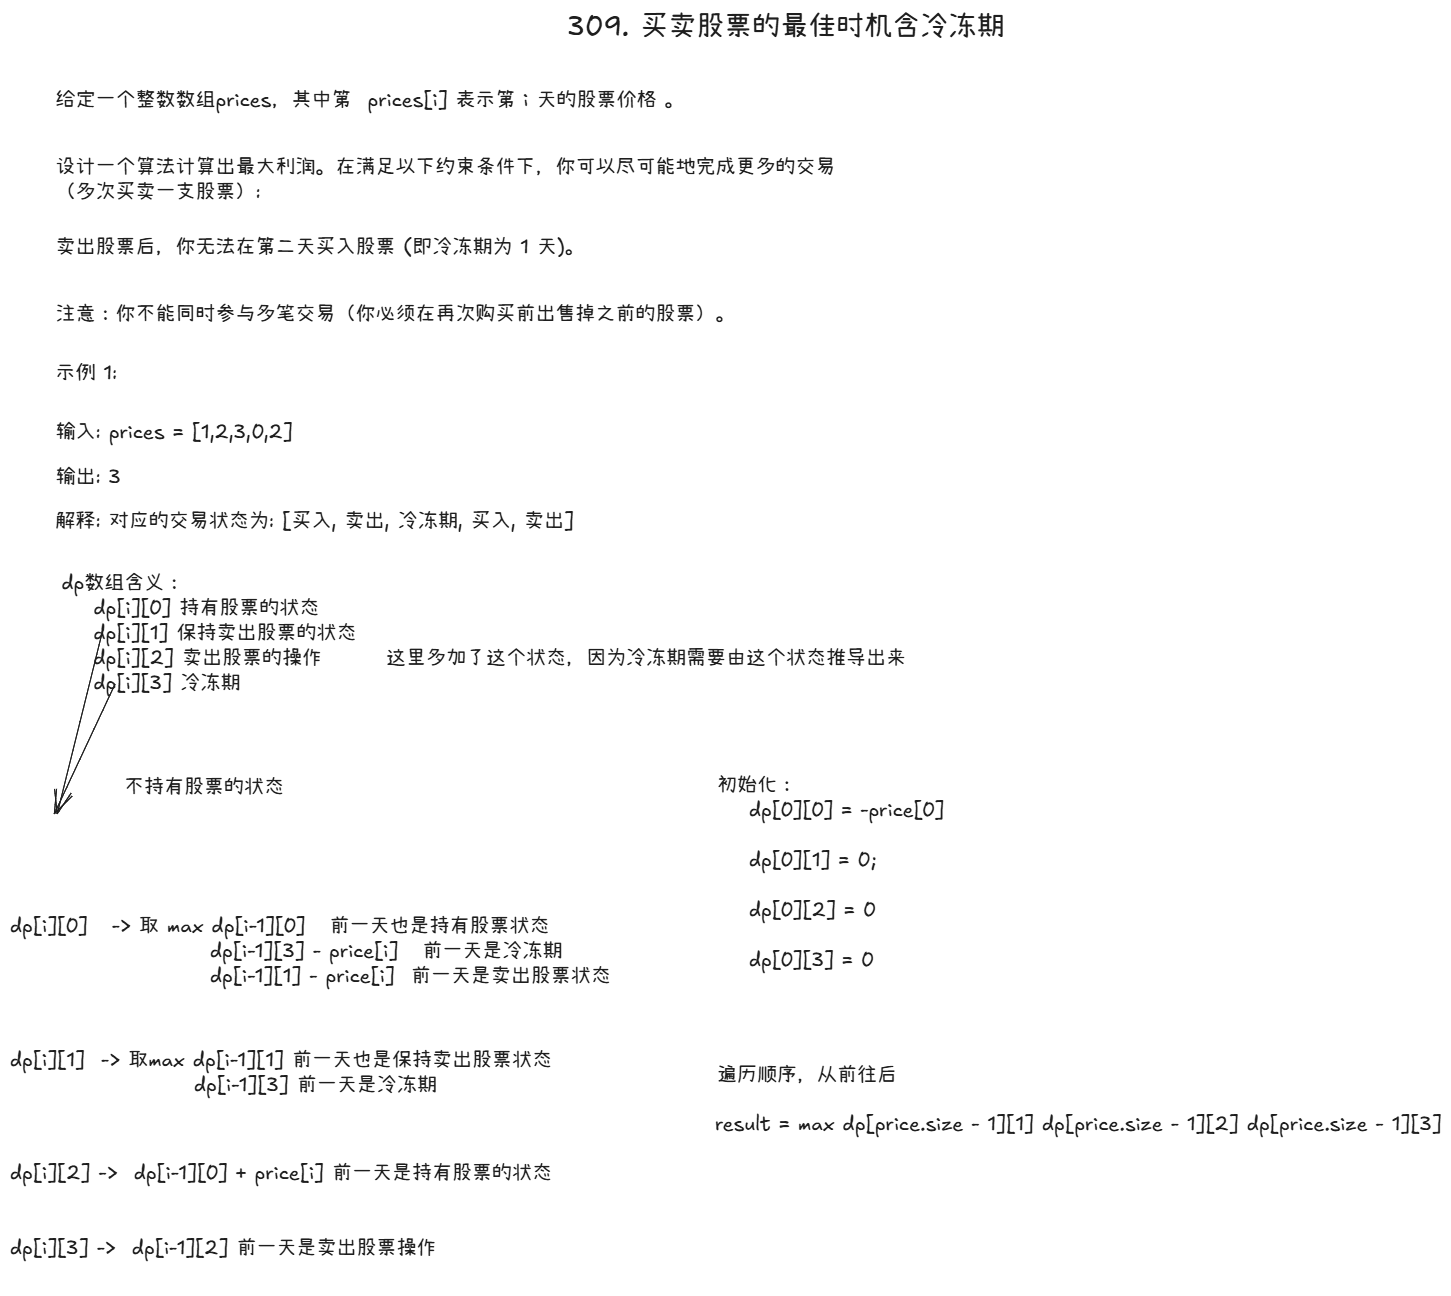 309. 买卖股票的最佳时机含冷冻期
给定一个整数数组prices，其中第  prices[i] 表示第 i 天的股票价格 。
设计一个算法计算出最大利润。在满足以下约束条件下，你可以尽可能地完成更多的交易
（多次买卖一支股票）：
卖出股票后，你无法在第二天买入股票 (即冷冻期为 1 天)。
注意：你不能同时参与多笔交易（你必须在再次购买前出售掉之前的股票）。
示例 1:
输入: prices = [1,2,3,0,2]
输出: 3
解释: 对应的交易状态为: [买入, 卖出, 冷冻期, 买入, 卖出]
dp数组含义：
dp[i][0] 持有股票的状态
dp[i][1] 保持卖出股票的状态
dp[i][2] 卖出股票的操作 这里多加了这个状态，因为冷冻期需要由这个状态推导出来
dp[i][3] 冷冻期
不持有股票的状态
dp[i][0] -> 取 max dp[i-1][0] 前一天也是持有股票状态
dp[i-1][3] - price[i] 前一天是冷冻期
dp[i-1][1] - price[i] 前一天是卖出股票状态
dp[i][1] -> 取max dp[i-1][1] 前一天也是保持卖出股票状态
dp[i-1][3] 前一天是冷冻期
dp[i][2] -> dp[i-1][0] + price[i] 前一天是持有股票的状态
dp[i][3] -> dp[i-1][2] 前一天是卖出股票操作
初始化：
dp[0][0] = -price[0]
dp[0][1] = 0;
dp[0][2] = 0
dp[0][3] = 0
遍历顺序，从前往后
result = max dp[price.size - 1][1] dp[price.size - 1][2] dp[price.size - 1][3]